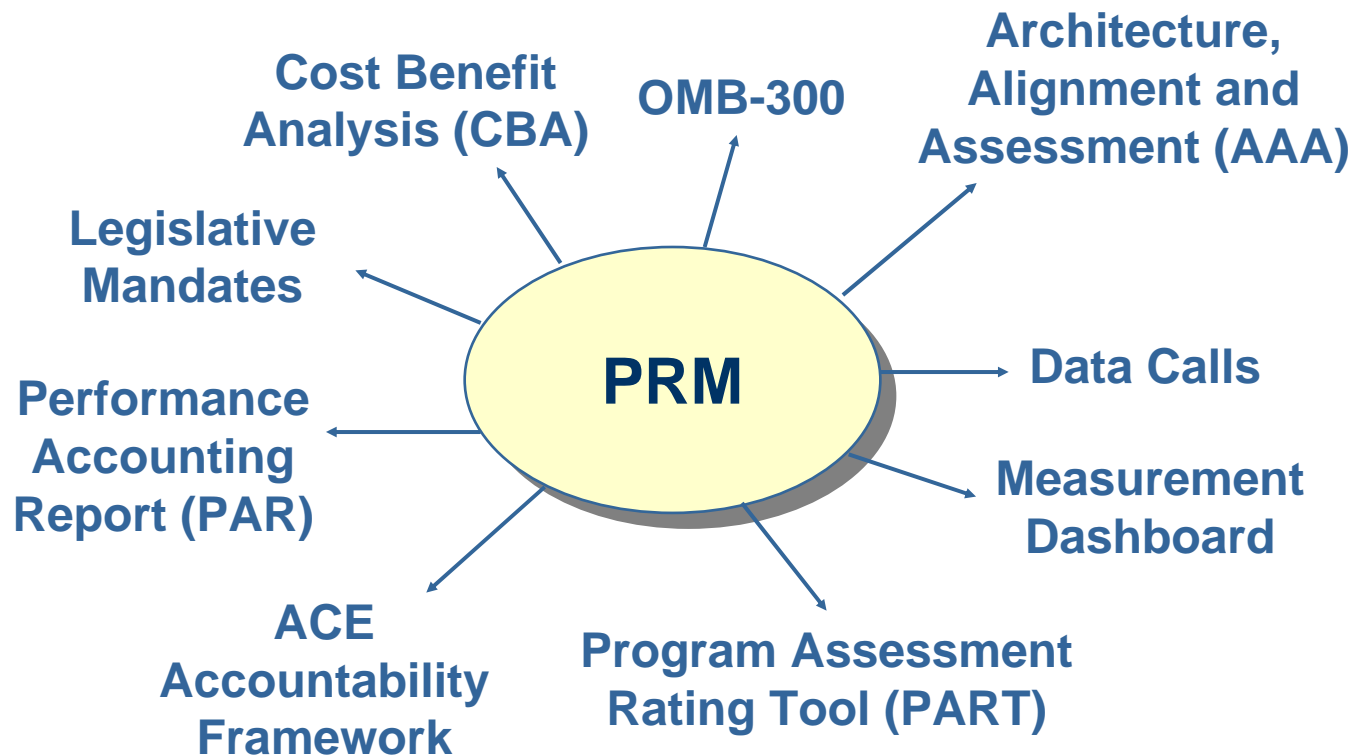 Cost Benefit
Analysis (CBA)
OMB-300
Architecture,
Alignment and
Assessment (AAA)
Legislative
Mandates
PRM
Data Calls
Performance
Accounting
Report (PAR)
Measurement
Dashboard
ACE
Accountability
Framework
Program Assessment
Rating Tool (PART)